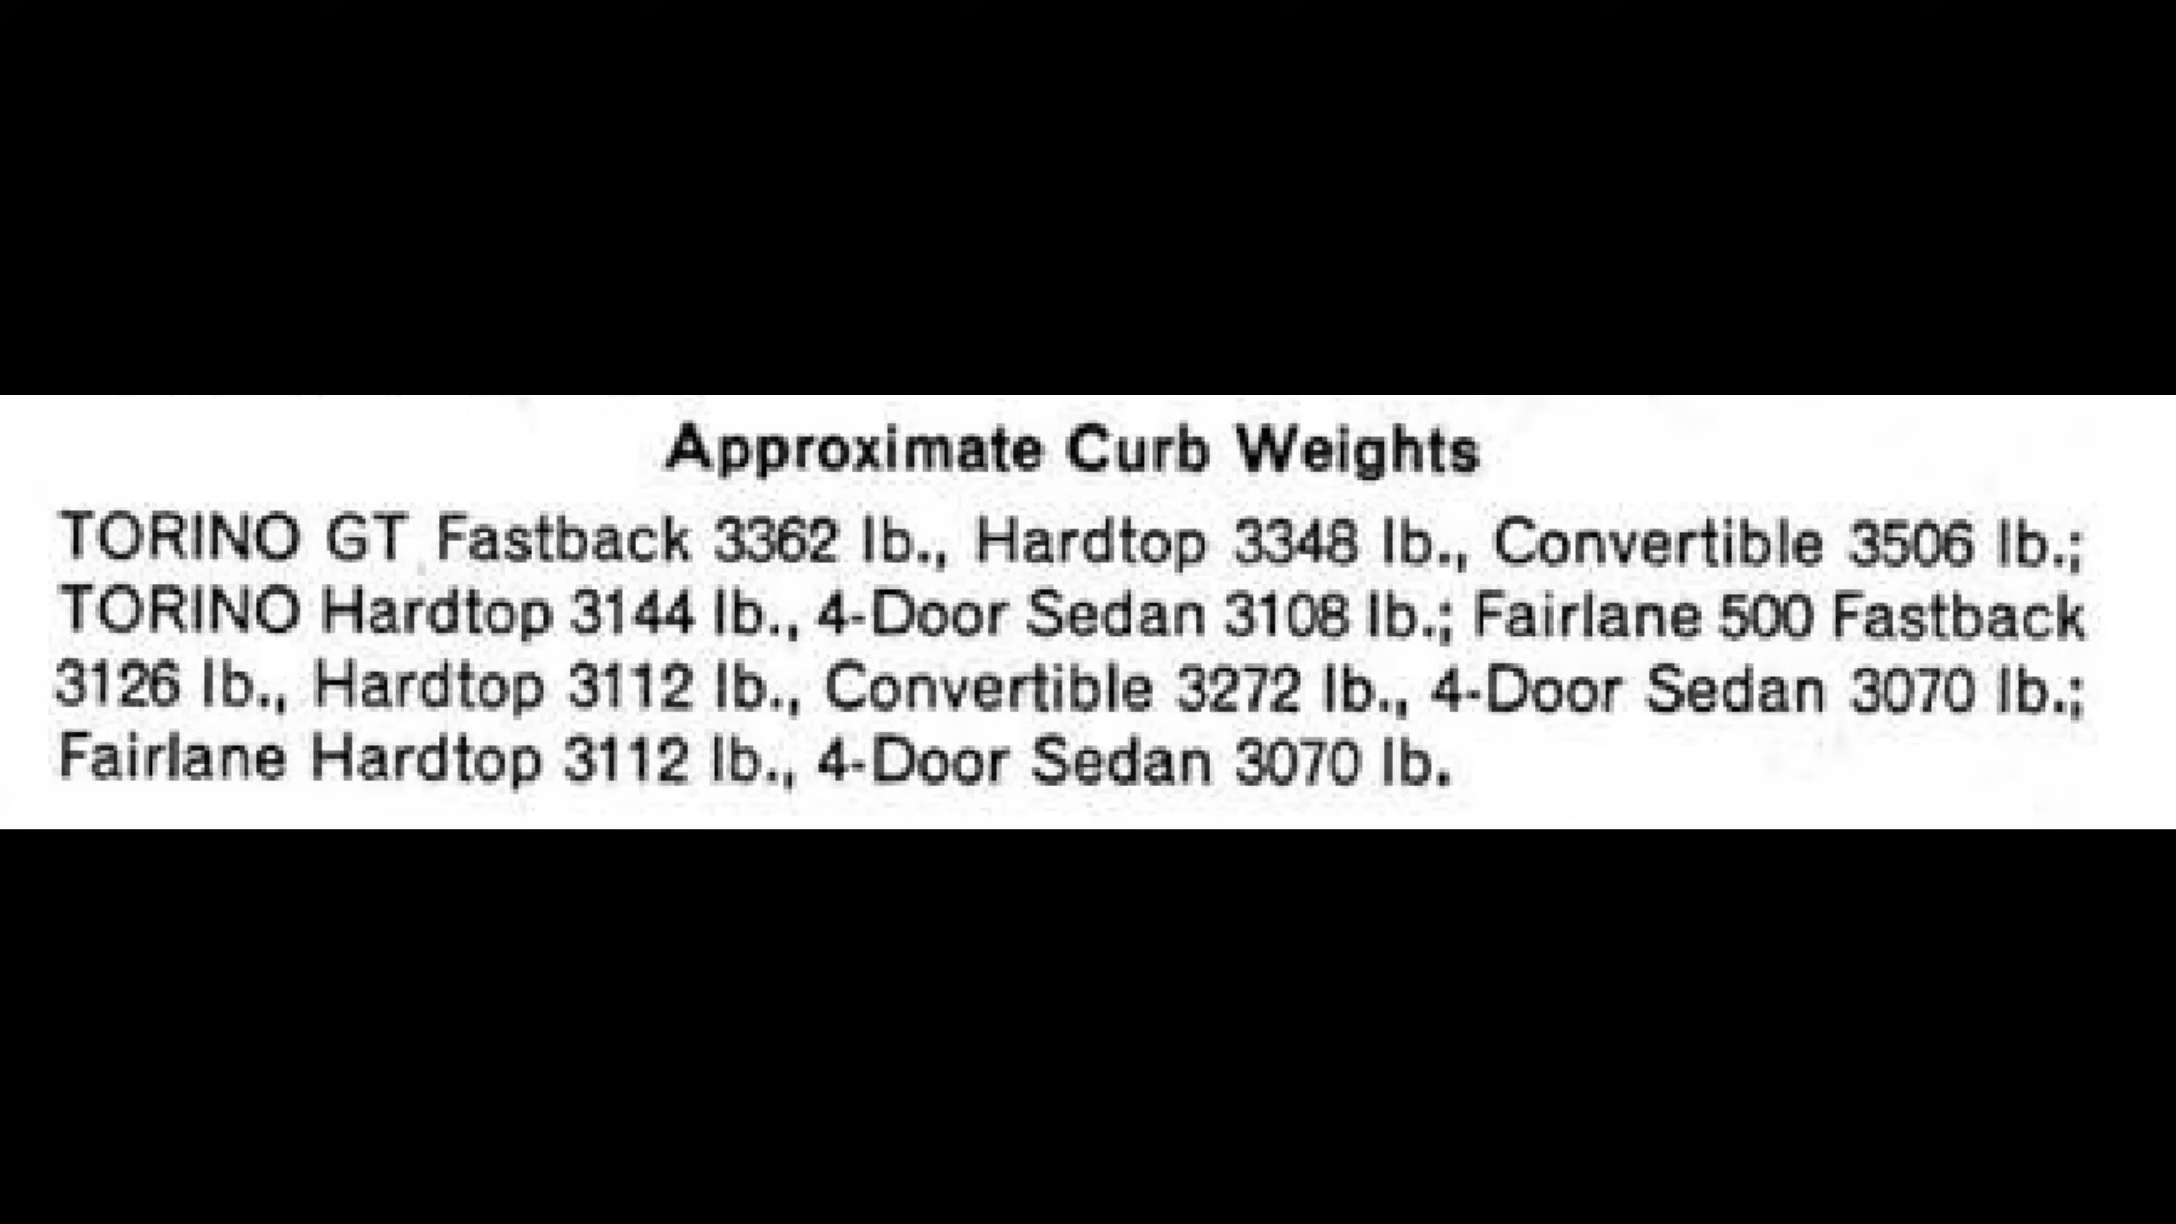 Approximate Curb Weights
TORINO GT Fastback 3362 lb., Hardtop 3348 lb., Convertible 3506 lb.;
TORINO Hardtop 3144 lb., 4-Door Sedan 3108 lb.; Fairlane 500 Fastback
3126 lb., Hardtop 3112 lb., Convertible 3272 lb., 4-Door Sedan 3070 lb.;
Fairlane Hardtop 3112 lb., 4-Door Sedan 3070 lb.